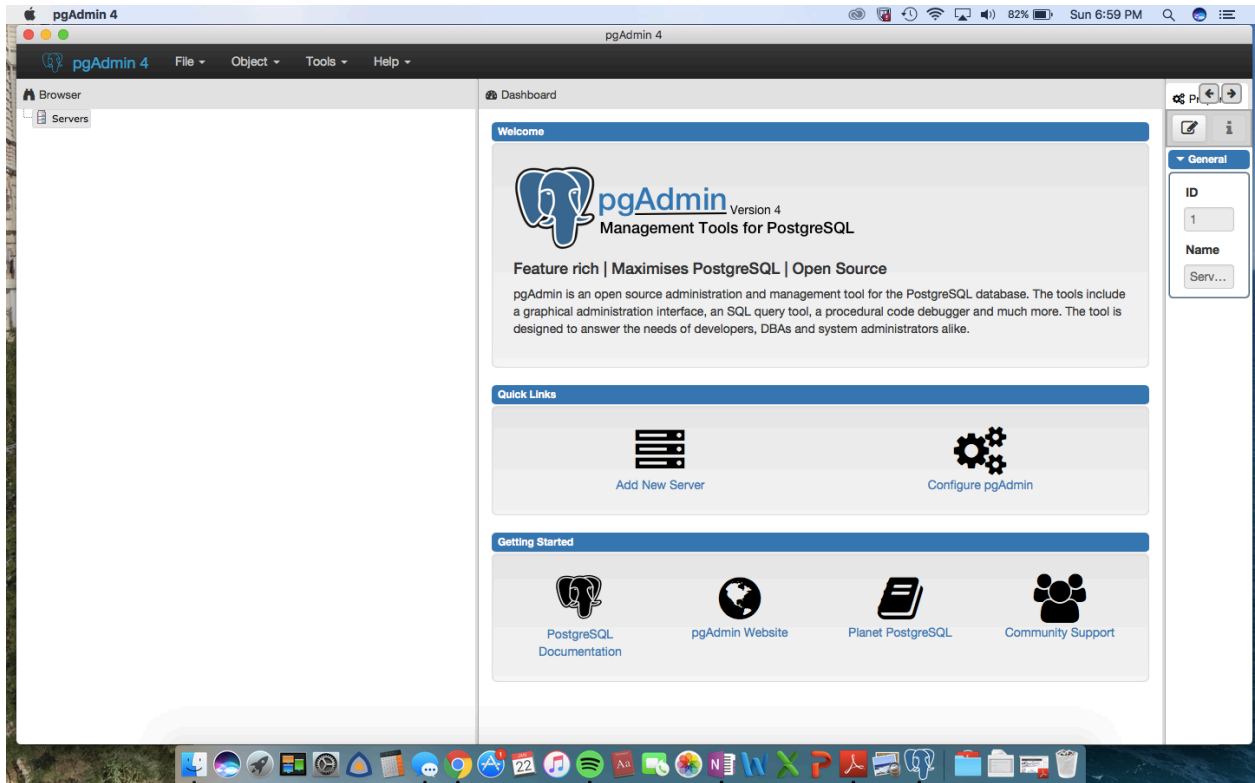 pgAdmin 4
82%
Sun 6:59 PM
pgAdmin 4
pgAdmin 4
File
Object
Tools
Help
Browser
Servers
Dashboard
Welcome
pgAdmin Version 4
Management Tools for PostgreSQL
Feature rich | Maximises PostgreSQL | Open Source
pgAdmin is an open source administration and management tool for the PostgreSQL database. The tools include
a graphical administration interface, an SQL query tool, a procedural code debugger and much more. The tool is
designed to answer the needs of developers, DBAs and system administrators alike.
Quick Links
Add New Server
Configure pgAdmin
Getting Started
PostgreSQL
Documentation
pgAdmin Website
Planet PostgreSQL
Community Support
General
ID
1
Name
Serv...
22